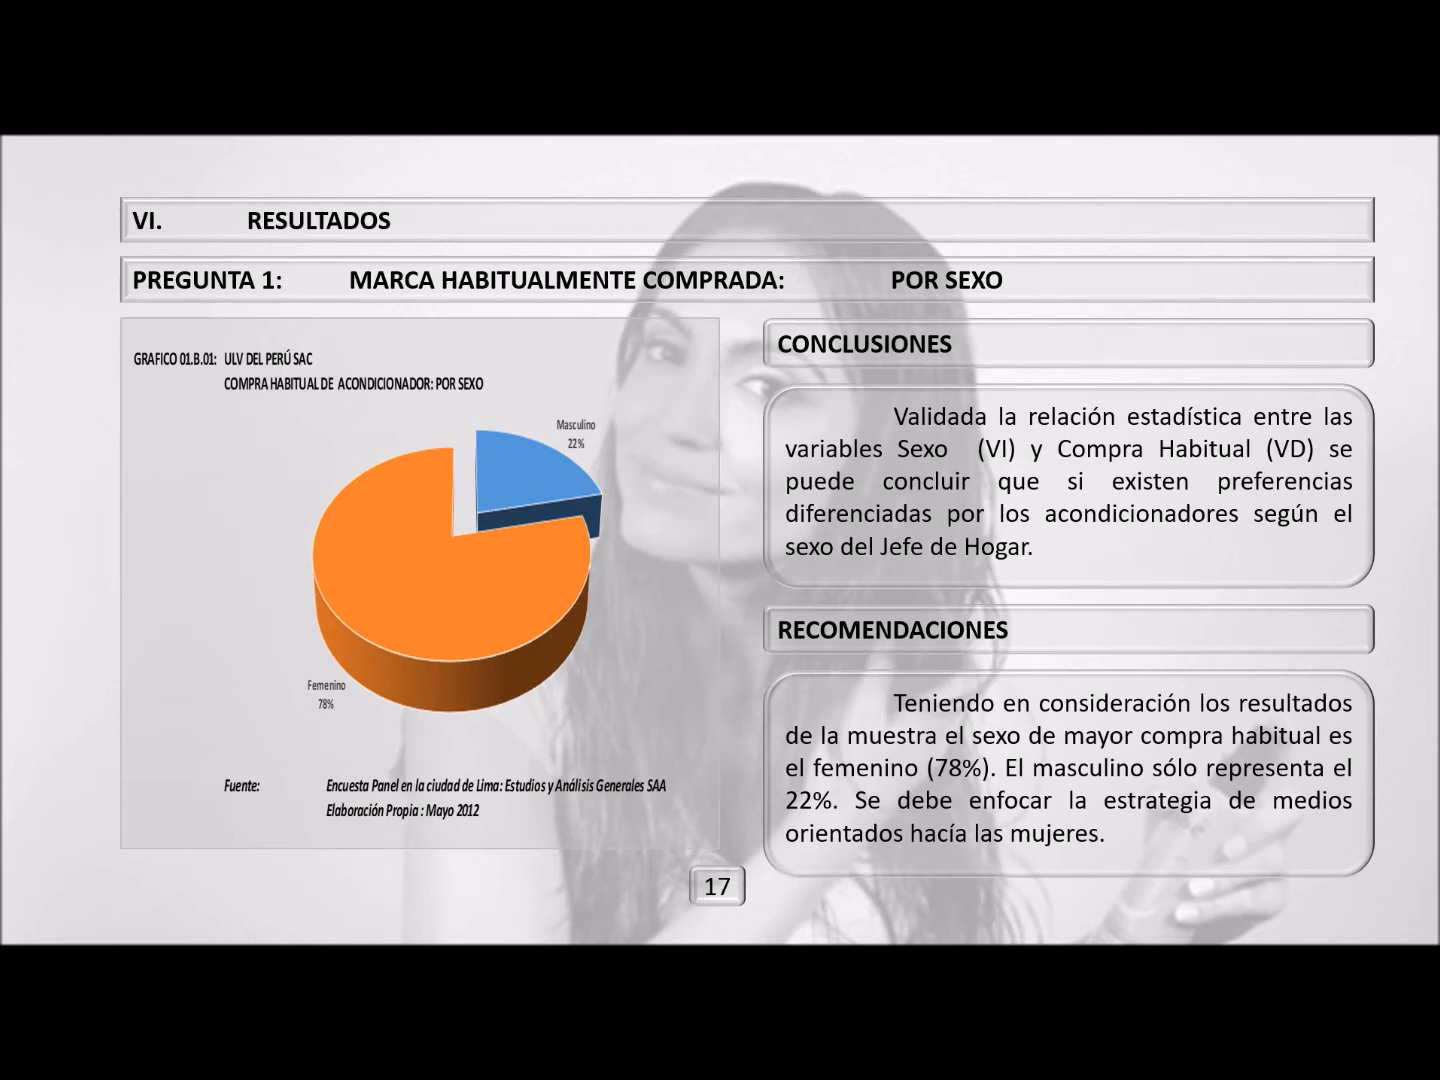 VI. RESULTADOS
PREGUNTA 1: MARCA HABITUALMENTE COMPRADA: POR SEXO
GRAFICO 01.B.01: ULV DEL PERÚ SAC
COMPRA HABITUAL DE ACONDICIONADOR: POR SEXO
Masculino
22%
Femenino
78%
Fuente: Encuesta Panel en la ciudad de Lima: Estudios y Análisis Generales SAA
Elaboración Propia : Mayo 2012
CONCLUSIONES
Validada la relación estadística entre las
variables Sexo (VI) y Compra Habitual (VD) se
puede concluir que si existen preferencias
diferenciadas por los acondicionadores según el
sexo del Jefe de Hogar.
RECOMENDACIONES
Teniendo en consideración los resultados
de la muestra el sexo de mayor compra habitual es
el femenino (78%). El masculino sólo representa el
22%. Se debe enfocar la estrategia de medios
orientados hacía las mujeres.
17